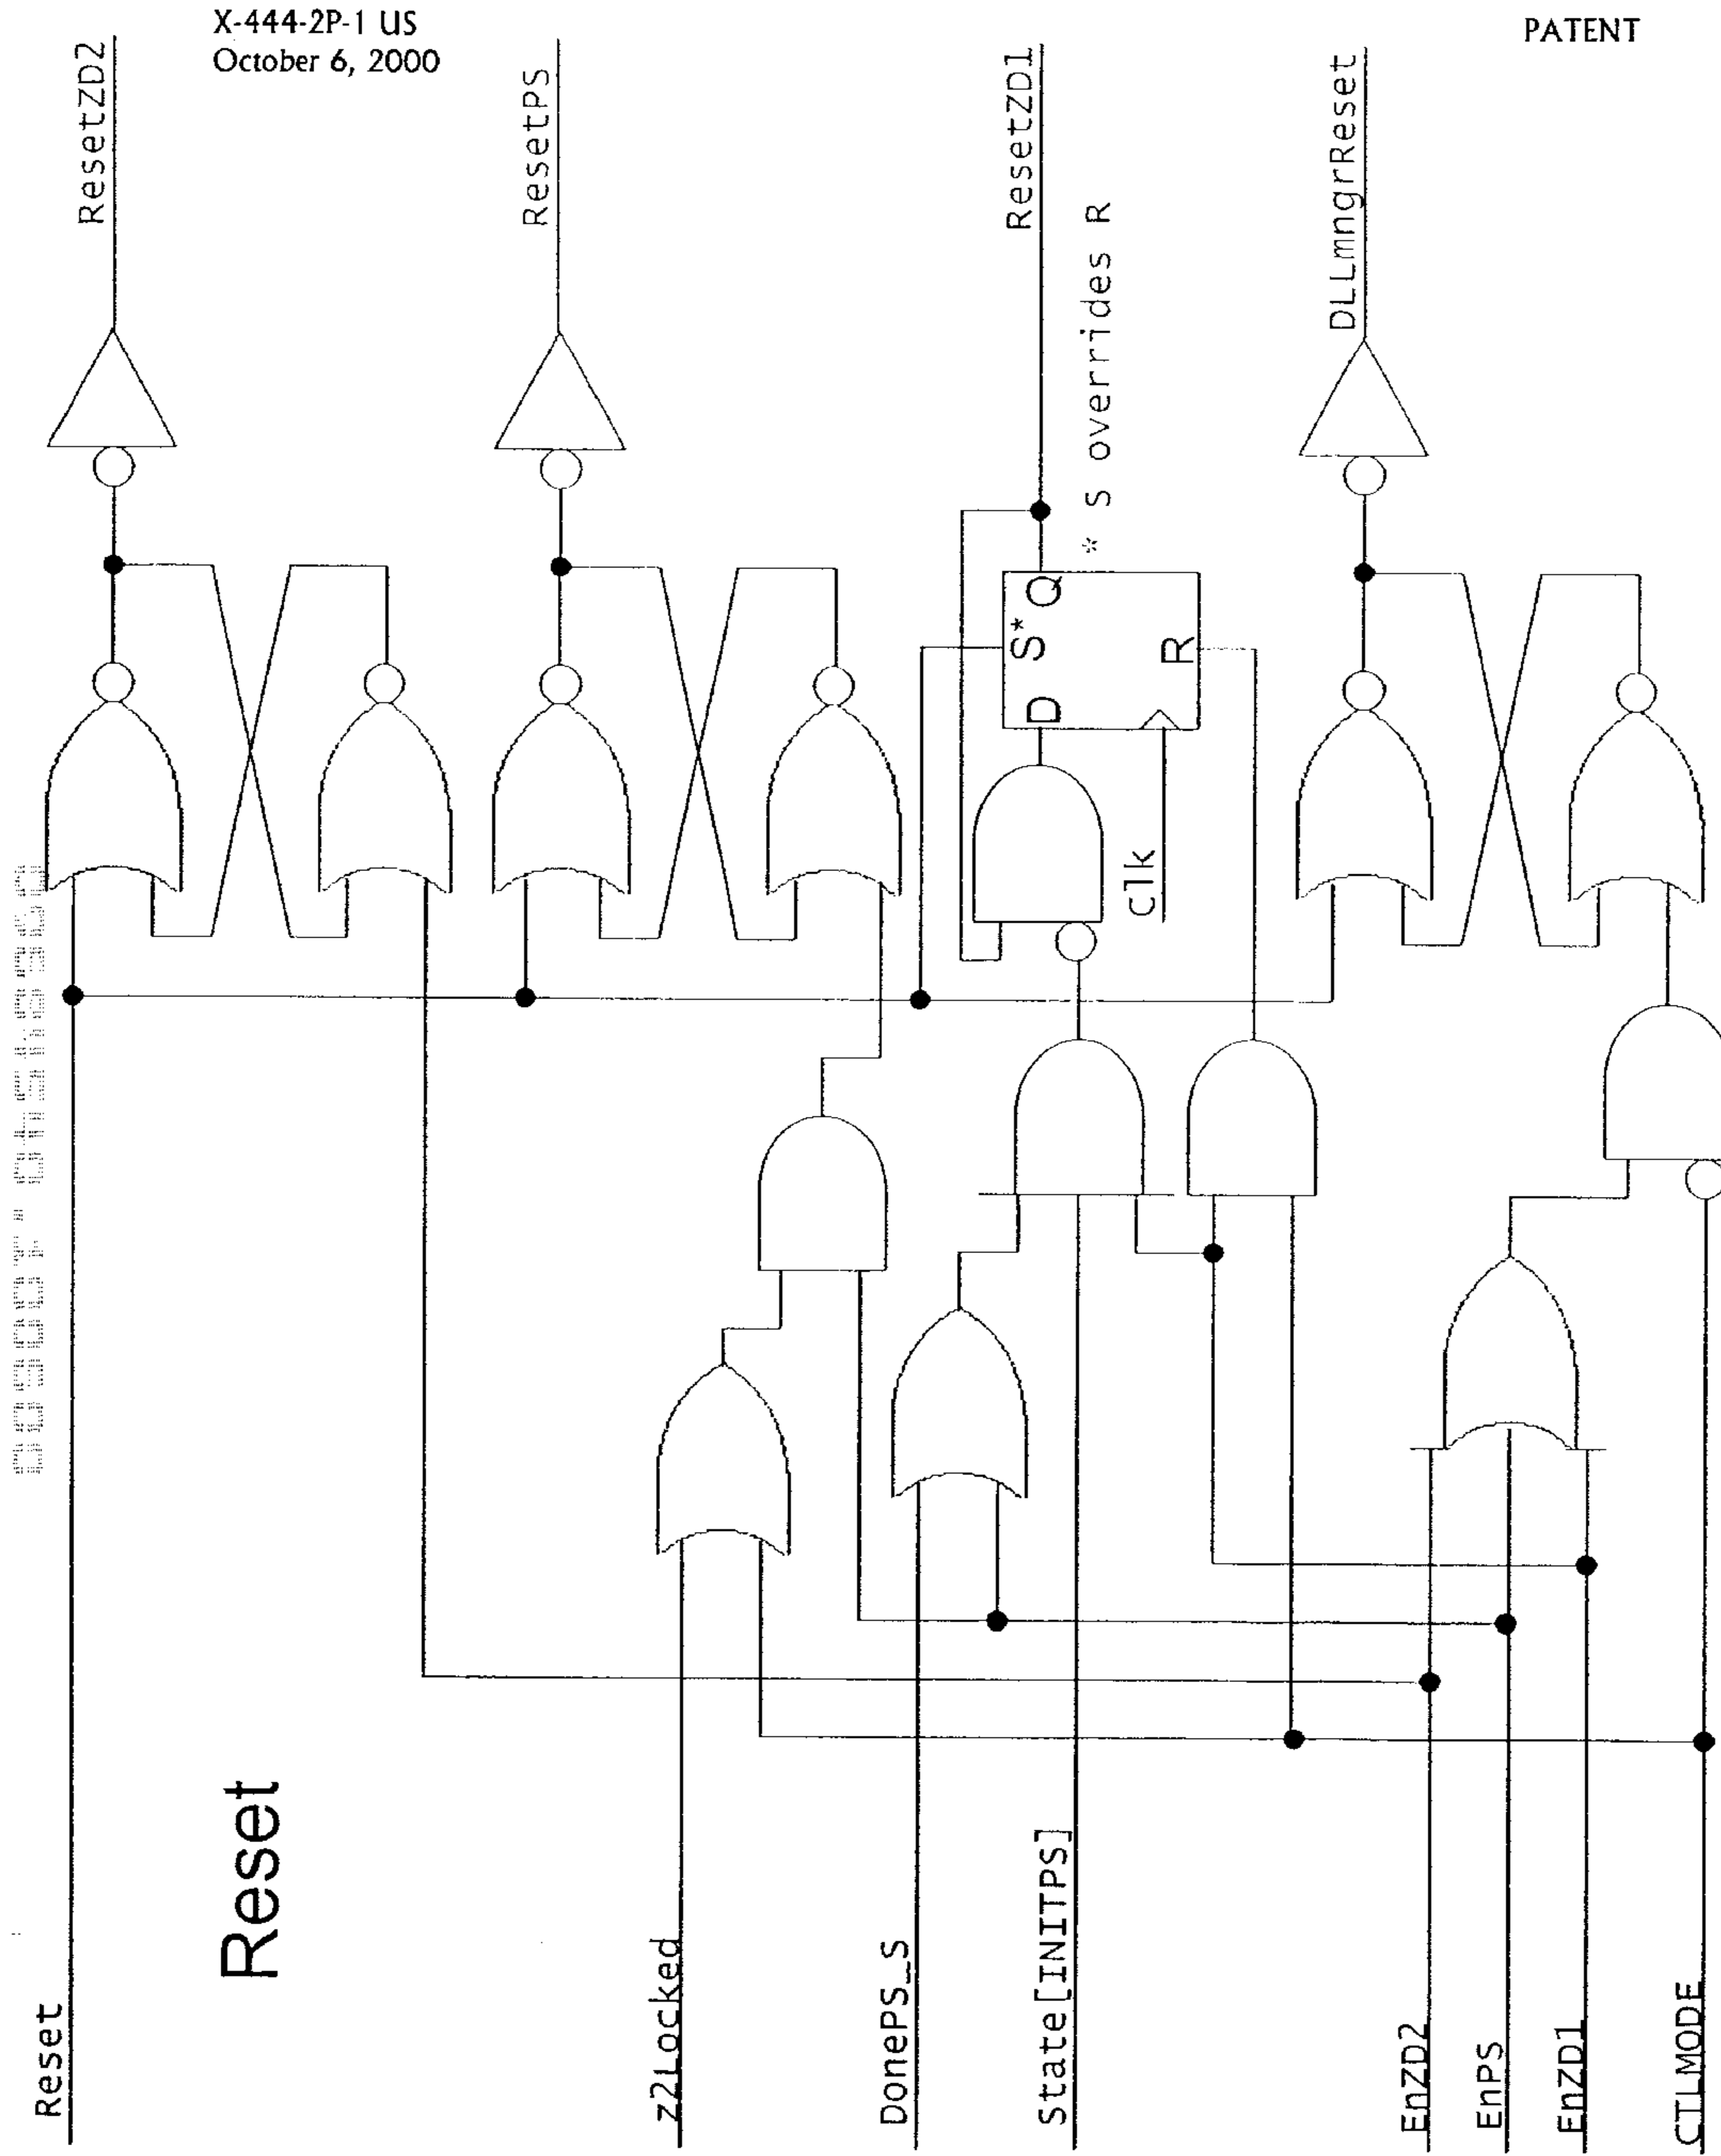 X-444-2P-1 US
October 6, 2000
PATENT
Reset
Reset
z2Locked
DonePS_S
State[INITPS]
EnZD2
EnPS
EnZD1
CTLMODE
D
S*
Q
R
Clk
* S overrides R
ResetZD2
ResetPS
ResetZD1
DLLmngrReset